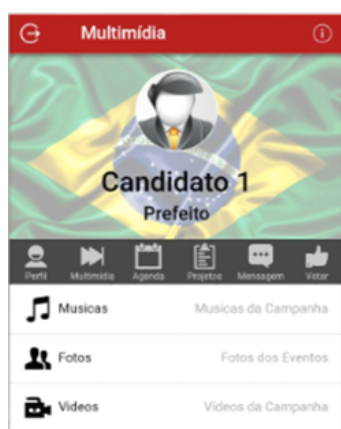 Multimídia
Candidato 1
Prefeito
Perfil Multimídia Agenda Projetos Mensagem Votar
Musicas Musicas da Campanha
Fotos Fotos dos Eventos
Videos Vídeos da Campanha